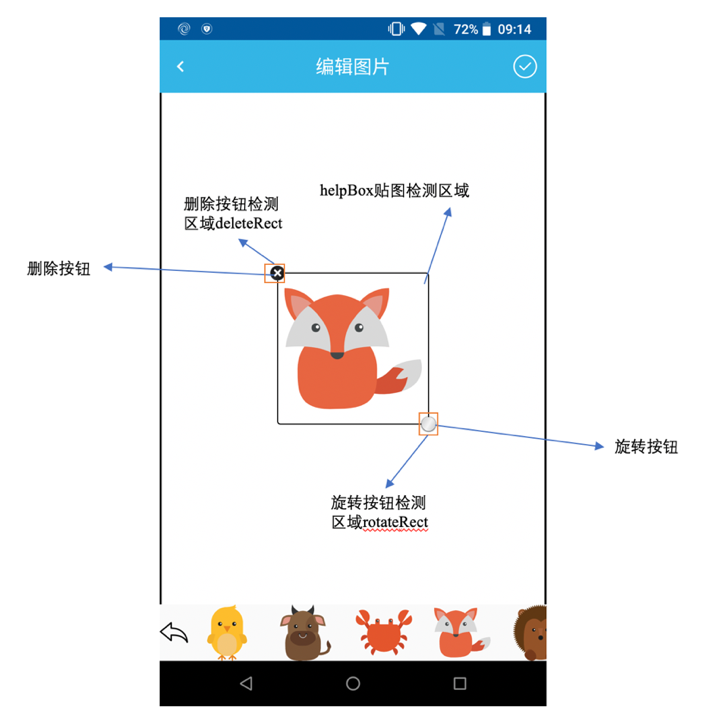 72% 09:14
编辑图片
helpBox贴图检测区域
删除按钮检测
区域deleteRect
删除按钮
旋转按钮
旋转按钮检测
区域rotateRect